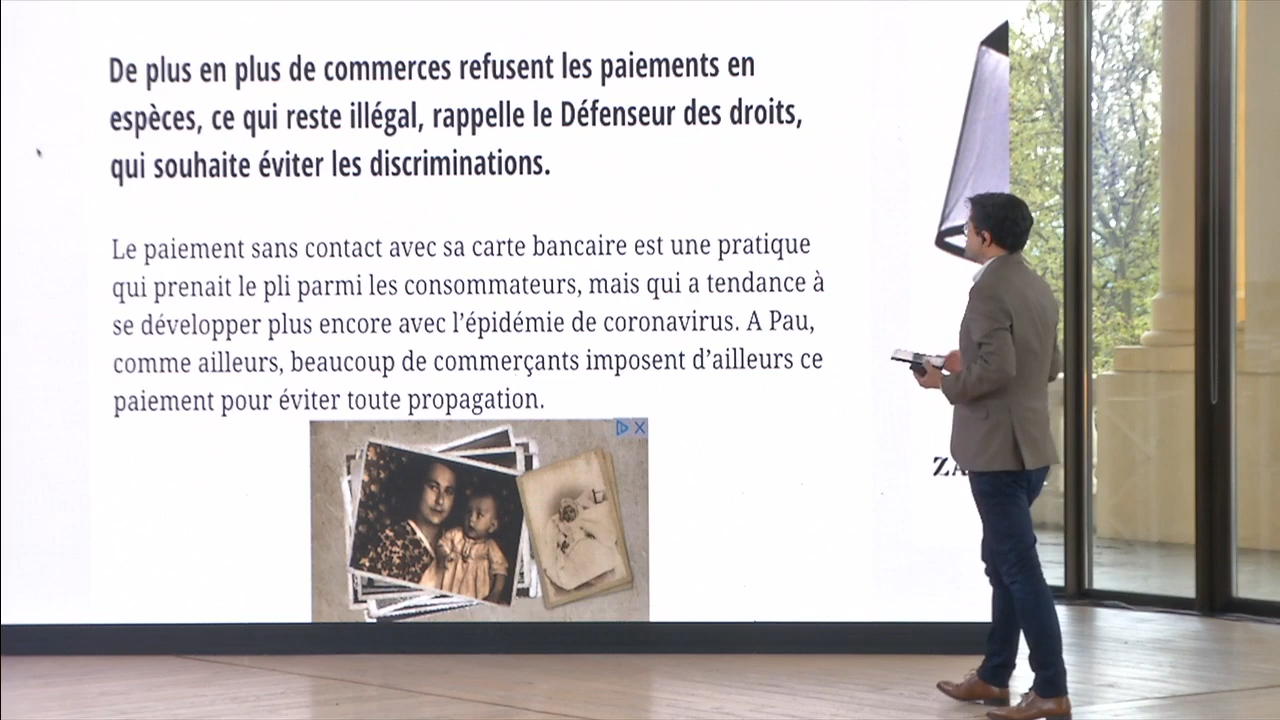 De plus en plus de commerces refusent les paiements en
espèces, ce qui reste illégal, rappelle le Défenseur des droits,
qui souhaite éviter les discriminations.
Le paiement sans contact avec sa carte bancaire est une pratique
qui prenait le pli parmi les consommateurs, mais qui a tendance à
se développer plus encore avec l’épidémie de coronavirus. A Pau,
comme ailleurs, beaucoup de commerçants imposent d’ailleurs ce
paiement pour éviter toute propagation.